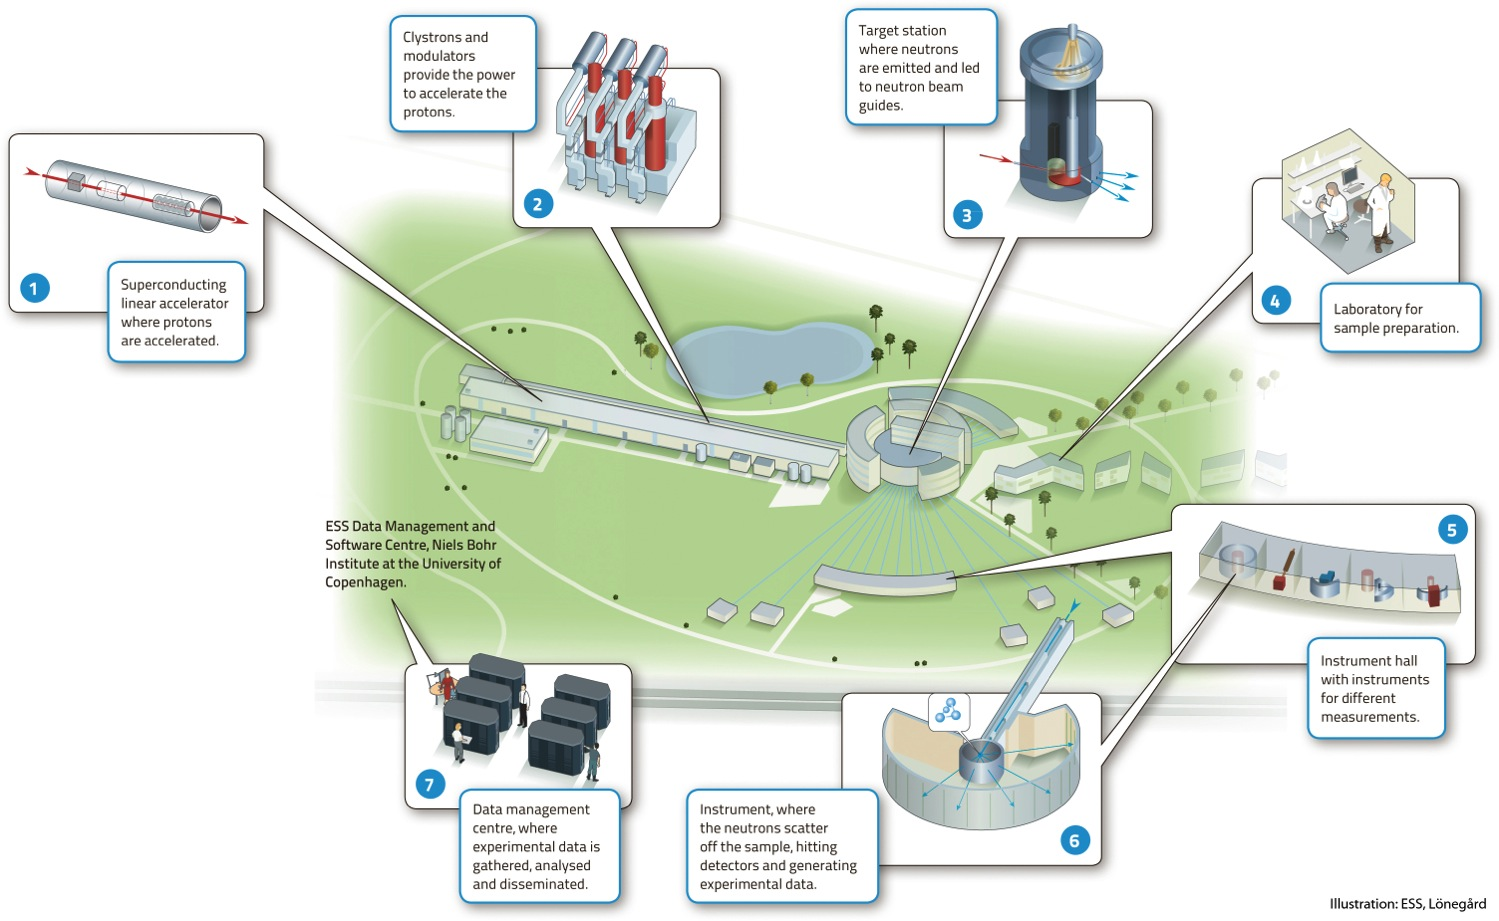 1
Superconducting
linear accelerator
where protons
are accelerated.
Clystrons and
modulators
provide the power
to accelerate the
protons.
2
Target station
where neutrons
are emitted and led
to neutron beam
guides.
3
4
Laboratory for
sample preparation.
5
Instrument hall
with instruments
for different
measurements.
Instrument, where
the neutrons scatter
off the sample, hitting
detectors and generating
experimental data.
6
ESS Data Management and
Software Centre, Niels Bohr
Institute at the University of
Copenhagen.
7
Data management
centre, where
experimental data is
gathered, analysed
and disseminated.
Illustration: ESS, Lönegård